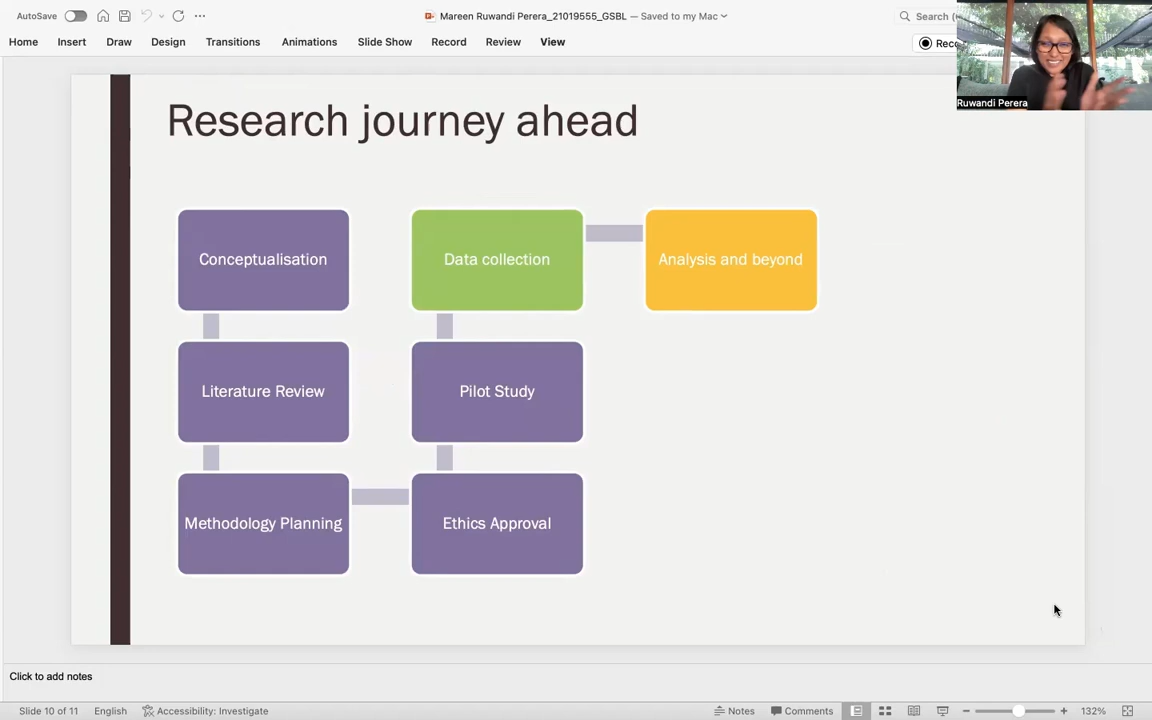 AutoSave
Mareen Ruwandi Perera_21019555_GSBL — Saved to my Mac
Search
Home Insert Draw Design Transitions Animations Slide Show Record Review View
Ruwandi Perera
Research journey ahead
Conceptualisation
Literature Review
Methodology Planning
Ethics Approval
Pilot Study
Data collection
Analysis and beyond
Click to add notes
Slide 10 of 11 English Accessibility: Investigate Notes Comments 132%